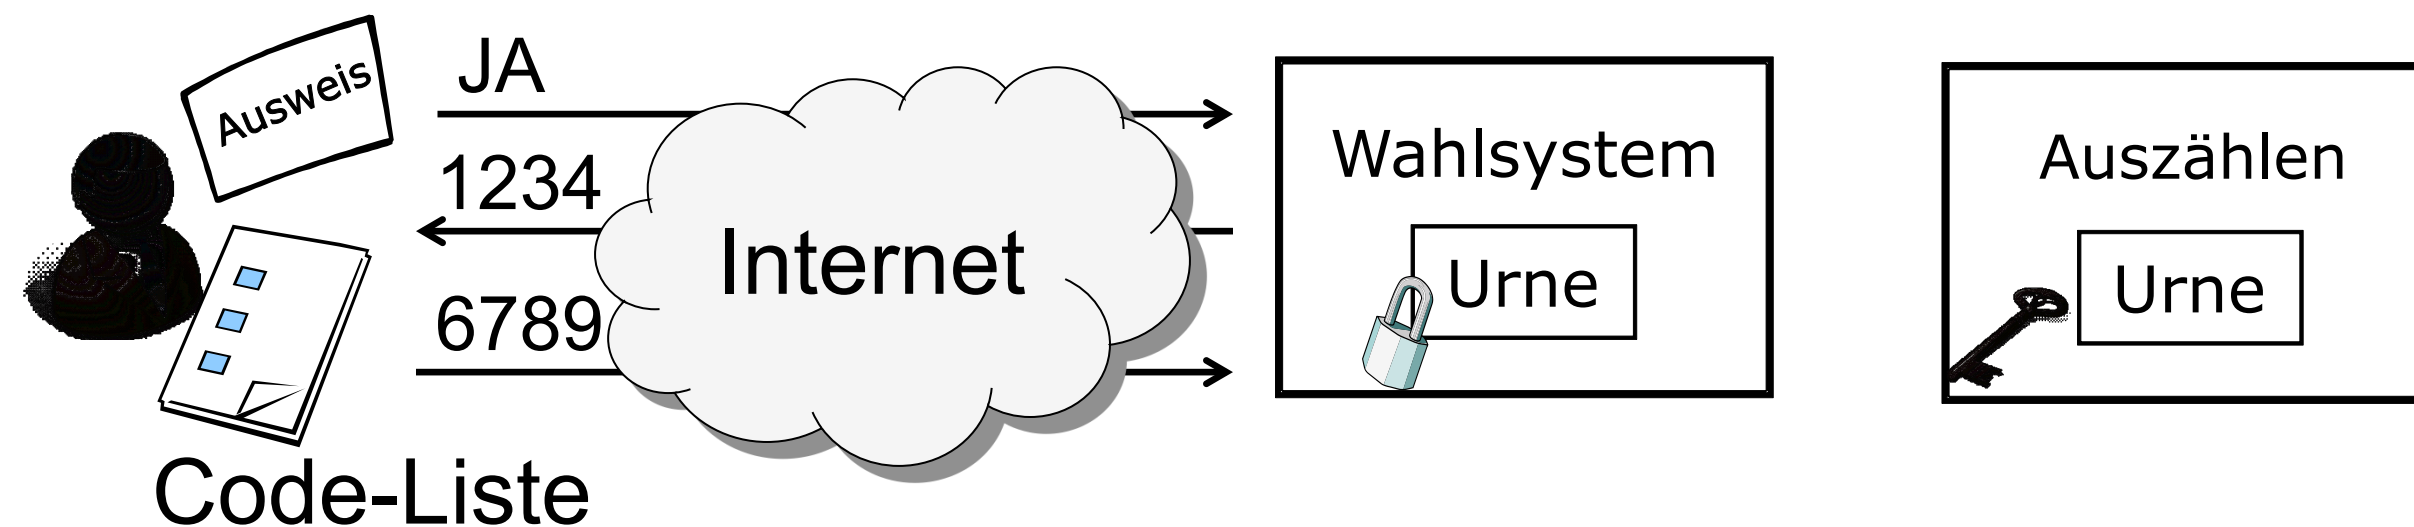 Ausweis
JA
1234
6789
Internet
Code-Liste
Wahlsystem
Urne
Auszählen
Urne